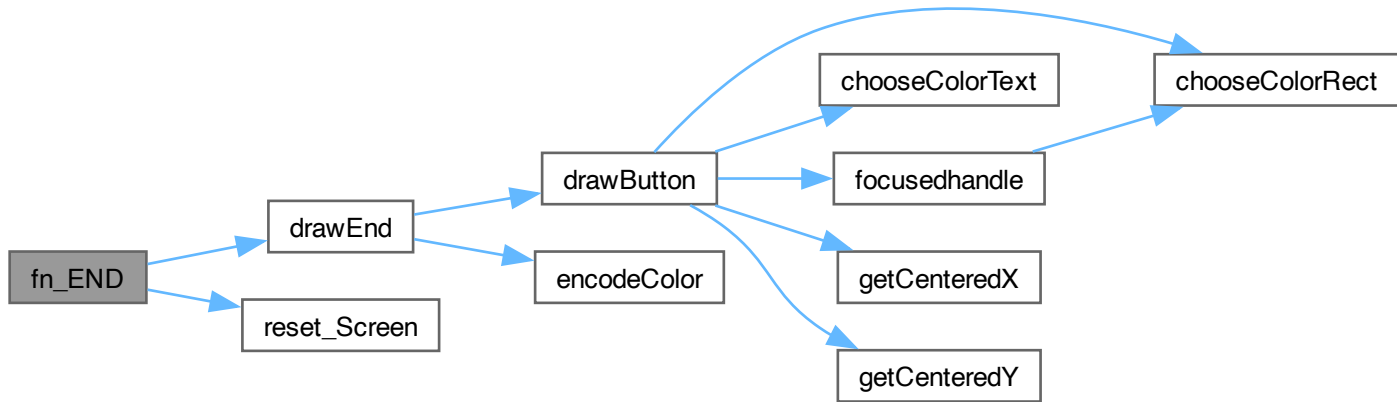 fn_END
drawEnd
reset_Screen
drawButton
encodeColor
chooseColorText
focusedhandle
getCenteredX
getCenteredY
chooseColorRect